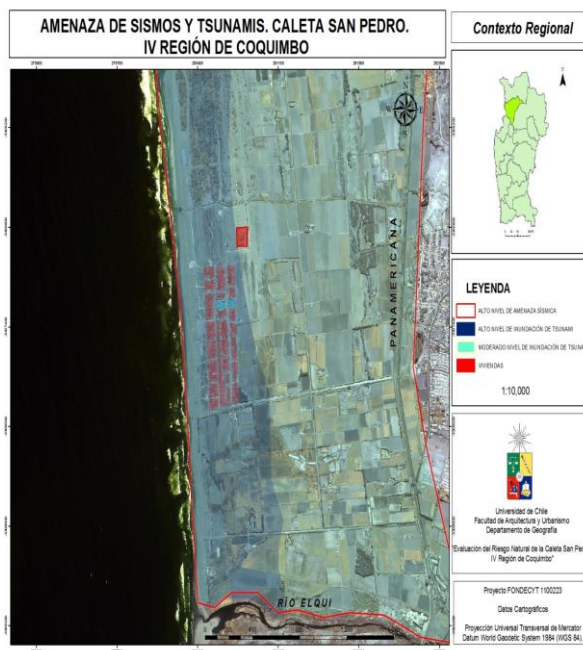 AMENAZA DE SISMOS Y TSUNAMIS. CALETA SAN PEDRO.
IV REGIÓN DE COQUIMBO
PANAMERICANA
RÍO ELQUI
Contexto Regional
LEYENDA
ALTO NIVEL DE AMENAZA SÍSMICA
ALTO NIVEL DE INUNDACIÓN DE TSUNAMI
MODERADO NIVEL DE INUNDACIÓN DE TSUNA
VIVIENDAS
1:10,000
Universidad de Chile
Facultad de Arquitectura y Urbanismo
Departamento de Geografía
"Evaluación del Riesgo Natural de la Caleta San Ped
IV Región de Coquimbo"
Proyecto FONDECYT 1100223
Datos Cartográficos
Proyección Universal Transversal de Mercator
Datum World Gaodetic System 1984 (WGS 84).